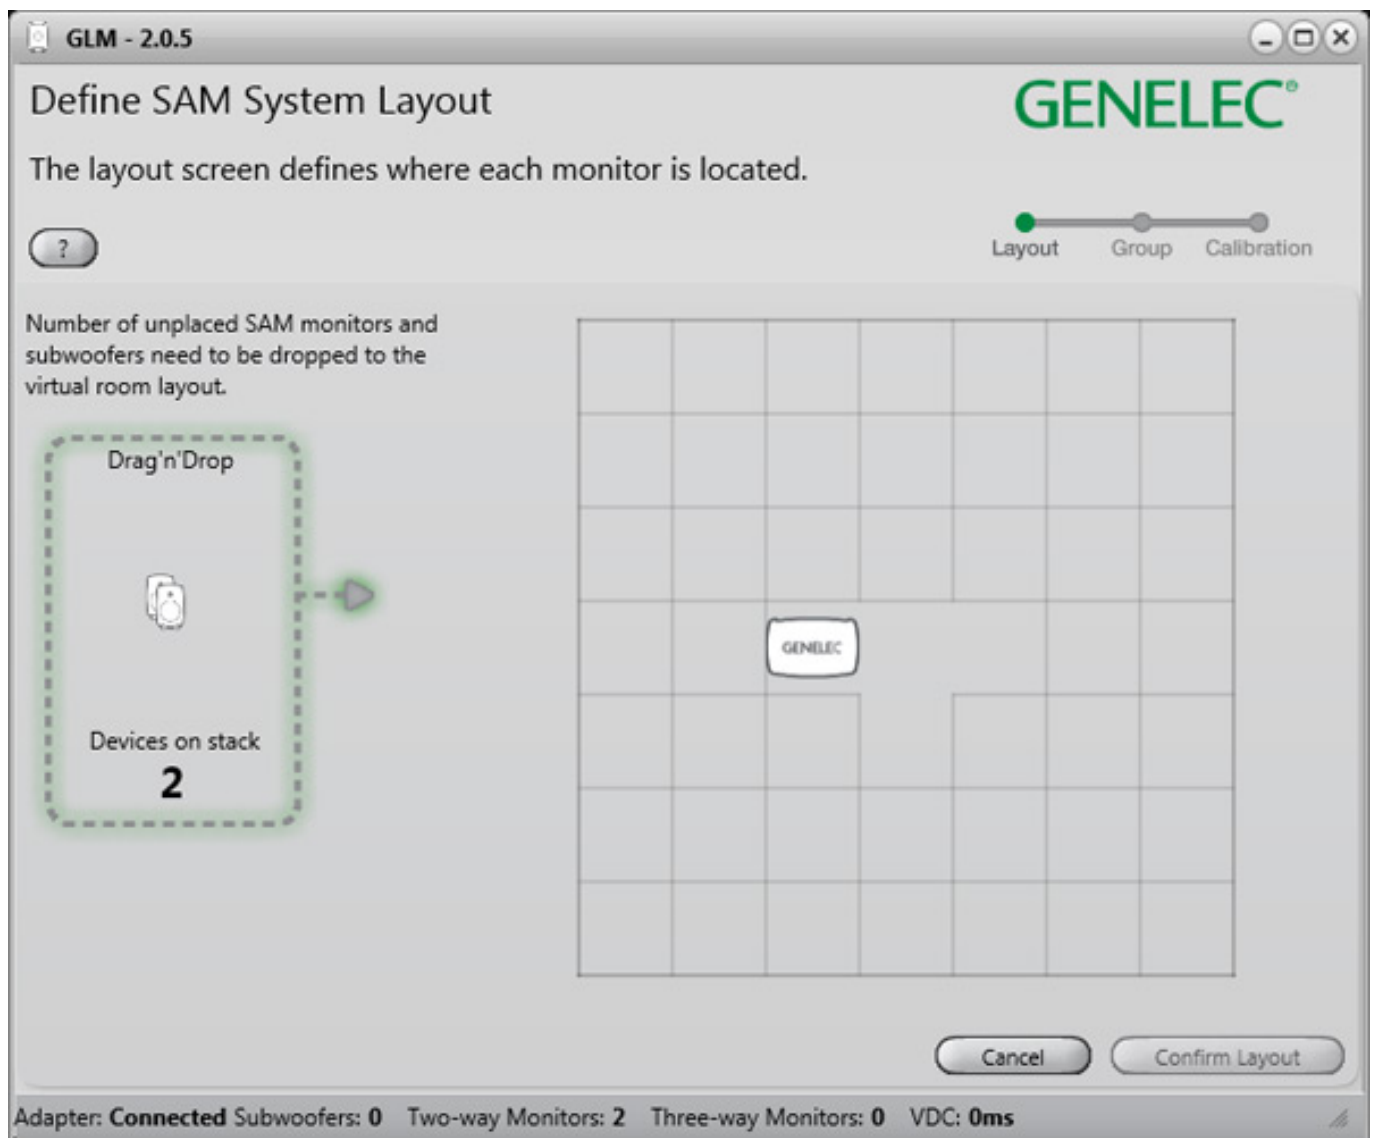 GLM - 2.0.5
Define SAM System Layout
GENELEC®
The layout screen defines where each monitor is located.
?
Layout Group Calibration
Number of unplaced SAM monitors and
subwoofers need to be dropped to the
virtual room layout.
Drag'n'Drop
GENELEC
Devices on stack
2
Cancel Confirm Layout
Adapter: Connected Subwoofers: 0 Two-way Monitors: 2 Three-way Monitors: 0 VDC: 0ms